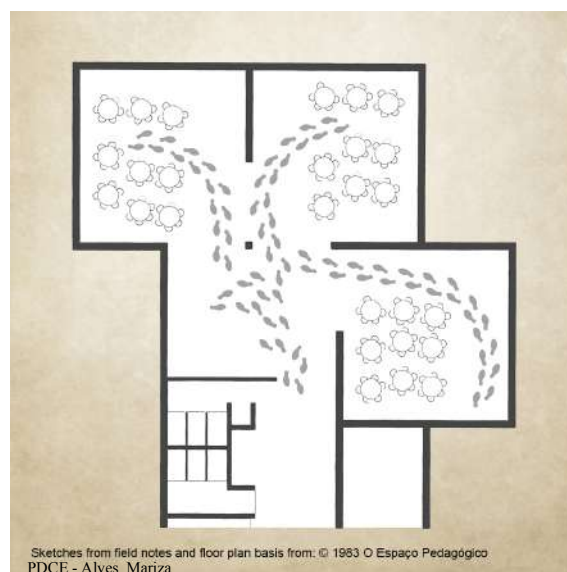 Sketches from field notes and floor plan basis from: © 1983 O Espaço Pedagógico
PDCE - Alves, Mariza